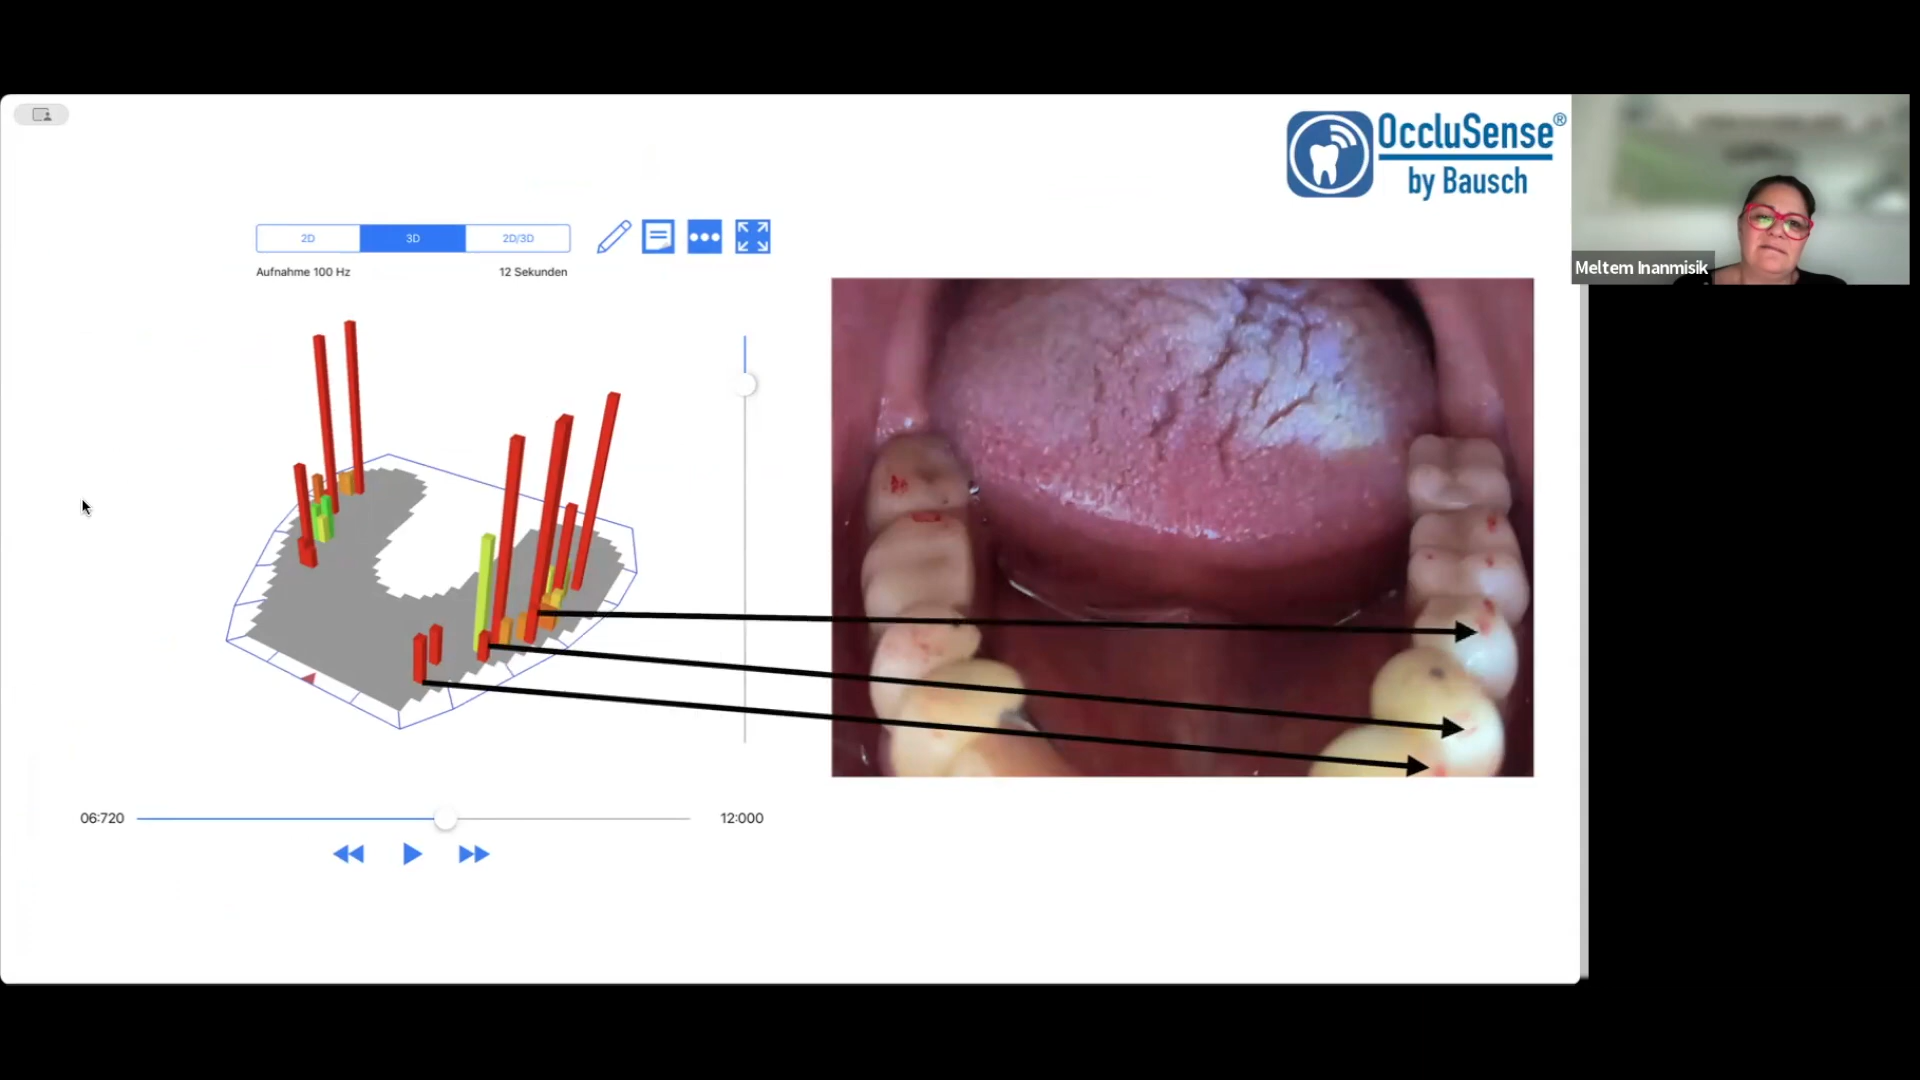 OccluSense®
by Bausch
2D 3D 2D/3D
Aufnahme 100 Hz 12 Sekunden
Meltem Inanmisik
06:720 12:000